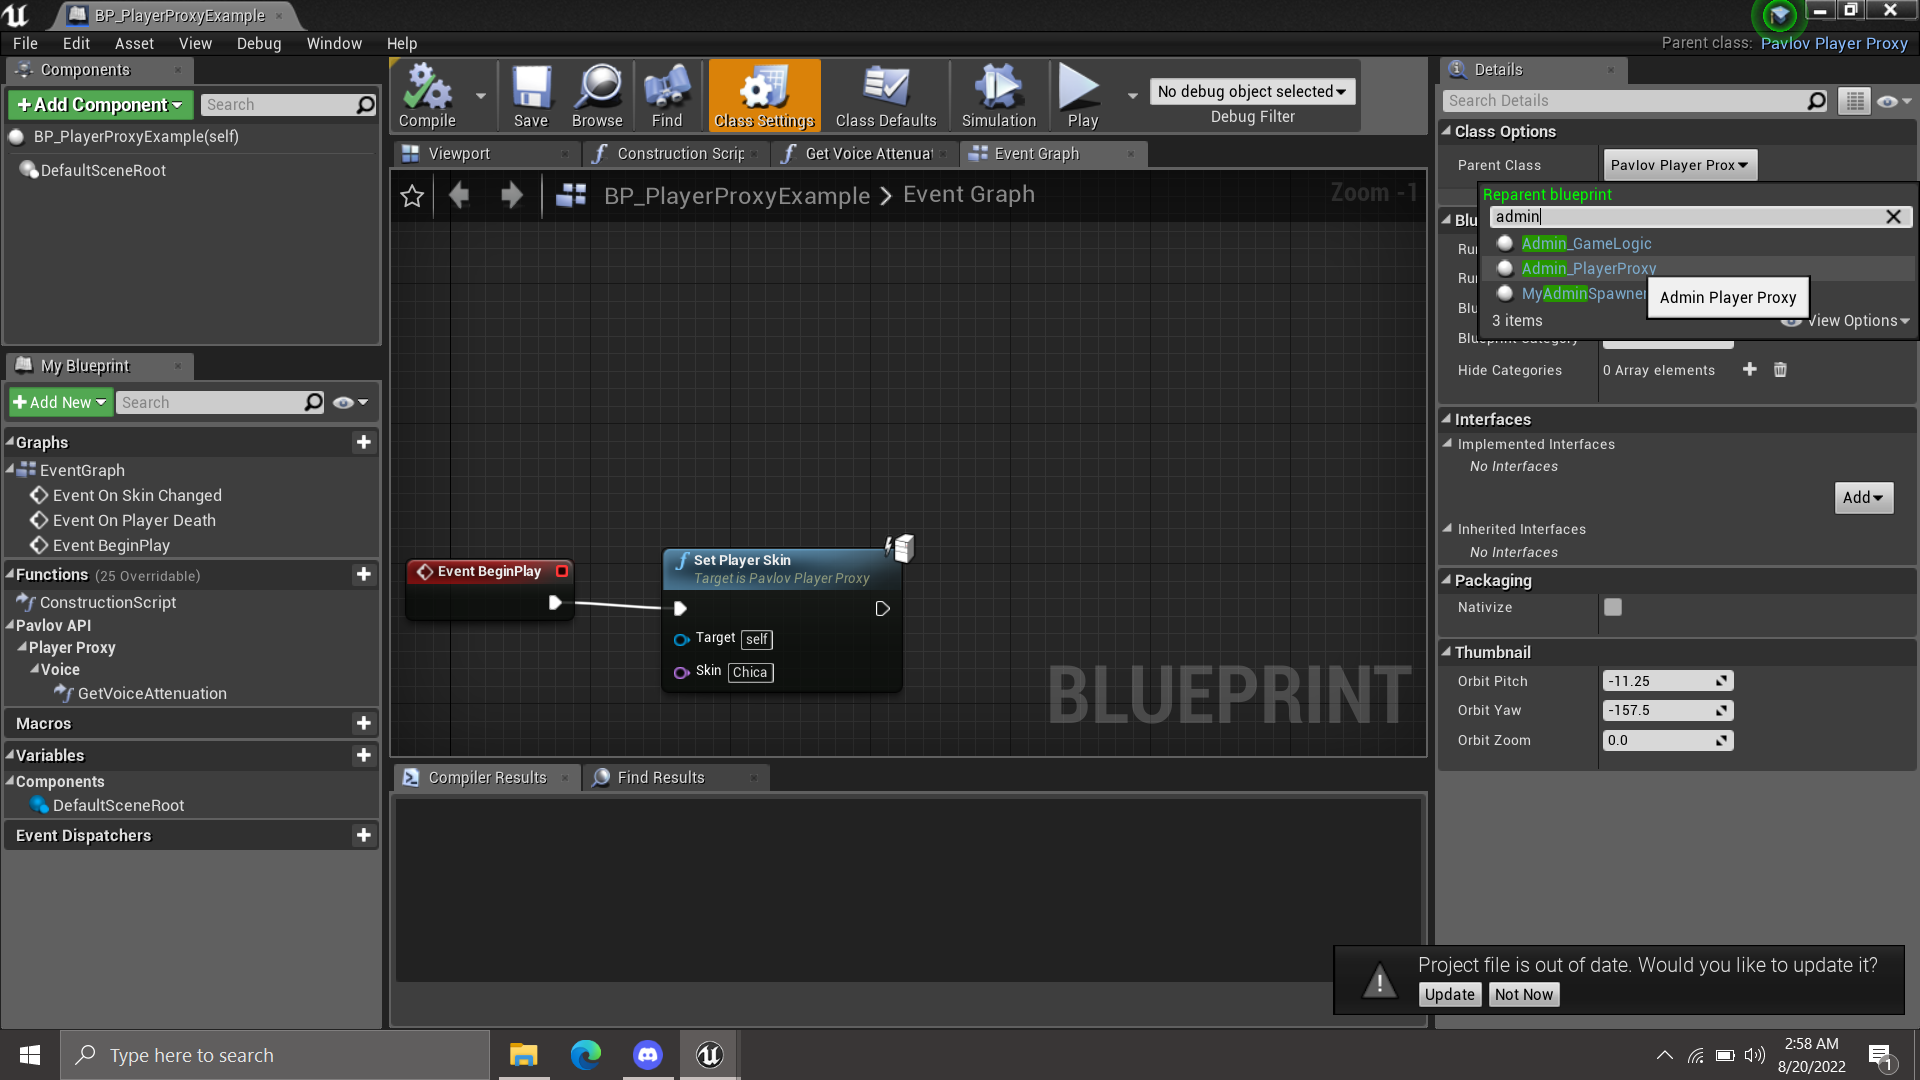 BP_PlayerProxyExample
File Edit Asset View Debug Window Help
Parent class: Pavlov Player Proxy
Components
Add Component
Search
BP_PlayerProxyExample(self)
DefaultSceneRoot
My Blueprint
Add New
Search
Graphs
EventGraph
Event On Skin Changed
Event On Player Death
Event BeginPlay
Functions (25 Overridable)
ConstructionScript
Pavlov API
Player Proxy
Voice
GetVoiceAttenuation
Macros
Variables
Components
DefaultSceneRoot
Event Dispatchers
Compile
Save
Browse
Find
Class Settings
Class Defaults
Simulation
Play
No debug object selected
Debug Filter
Viewport
Construction Scrip
Get Voice Attenuat
Event Graph
BP_PlayerProxyExample > Event Graph
Zoom -1
Event BeginPlay
Set Player Skin
Target is Pavlov Player Proxy
Target self
Skin Chica
BLUEPRINT
Compiler Results
Find Results
Details
Search Details
Class Options
Parent Class Pavlov Player Prox
Reparent blueprint
admin
Admin_GameLogic
Admin_PlayerProxy
MyAdminSpawner
Admin Player Proxy
3 items
View Options
Hide Categories 0 Array elements
Interfaces
Implemented Interfaces
No Interfaces
Add
Inherited Interfaces
No Interfaces
Packaging
Nativize
Thumbnail
Orbit Pitch -11.25
Orbit Yaw -157.5
Orbit Zoom 0.0
Project file is out of date. Would you like to update it?
Update Not Now
Type here to search
2:58 AM
8/20/2022
1